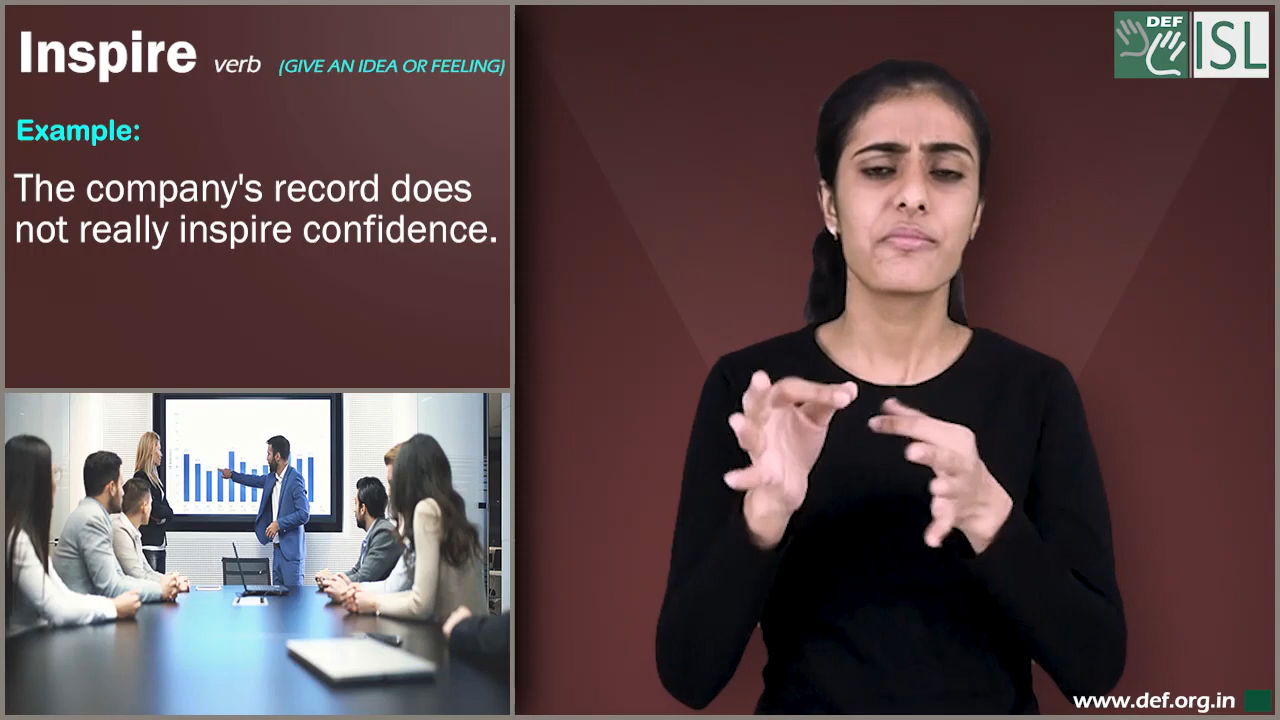 Inspire verb (GIVE AN IDEA OR FEELING)
Example:
The company's record does
not really inspire confidence.
DEF
ISL
www.def.org.in